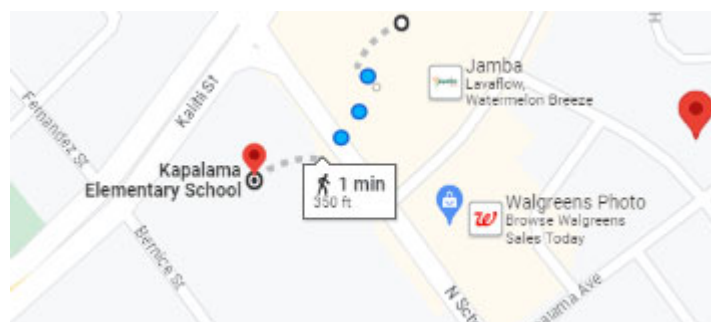 Jamba
Lavaflow,
Watermelon Breeze
Kalihi St
Fernandez St
Kapalama
Elementary School
1 min
350 ft
Walgreens Photo
Browse Walgreens
Sales Today
Bernice St
N Sch
alama Ave
H